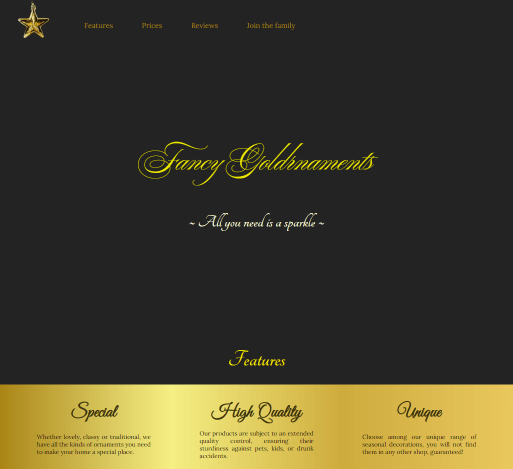 Features Prices Reviews Join the family
Fancy Goldrnaments
~ All you need is a sparkle ~
Features
Special
Whether lovely, classy or traditional, we
have all the kinds of ornaments you need
to make your home a special place.
High Quality
Our products are subject to an extended
quality control, ensuring their
sturdiness against pets, kids, or drunk
accidents.
Unique
Choose among our unique range of
seasonal decorations, you will not find
them in any other shop, guaranteed!